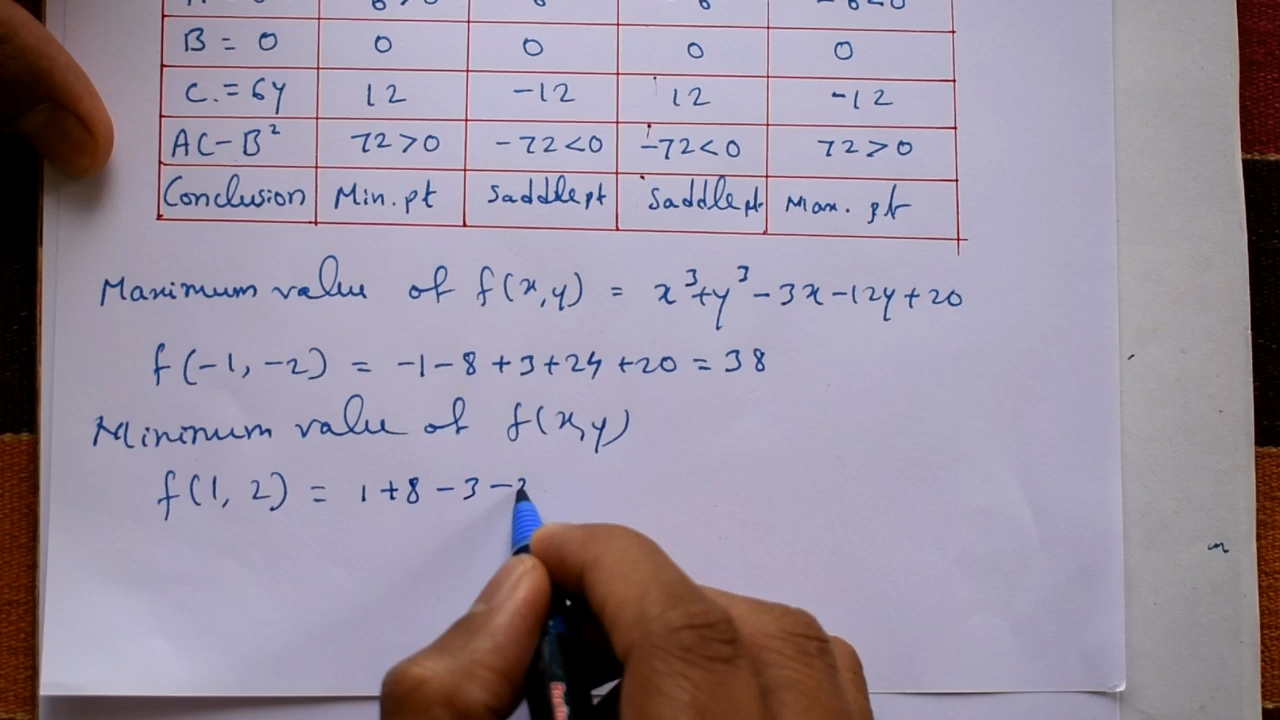 B = 0 0 0 0 0
C. = 6y 12 -12 12 -12
AC-B² 72>0 -72<0 -72<0 72>0
Conclusion Min. pt Saddle pt Saddle pt Max. pt
Maximum value of f(x,y) = x³+y³-3x-12y+20
f(-1, -2) = -1-8+3+24+20 = 38
Minimum value of f(x,y)
f(1, 2) = 1+8-3-2